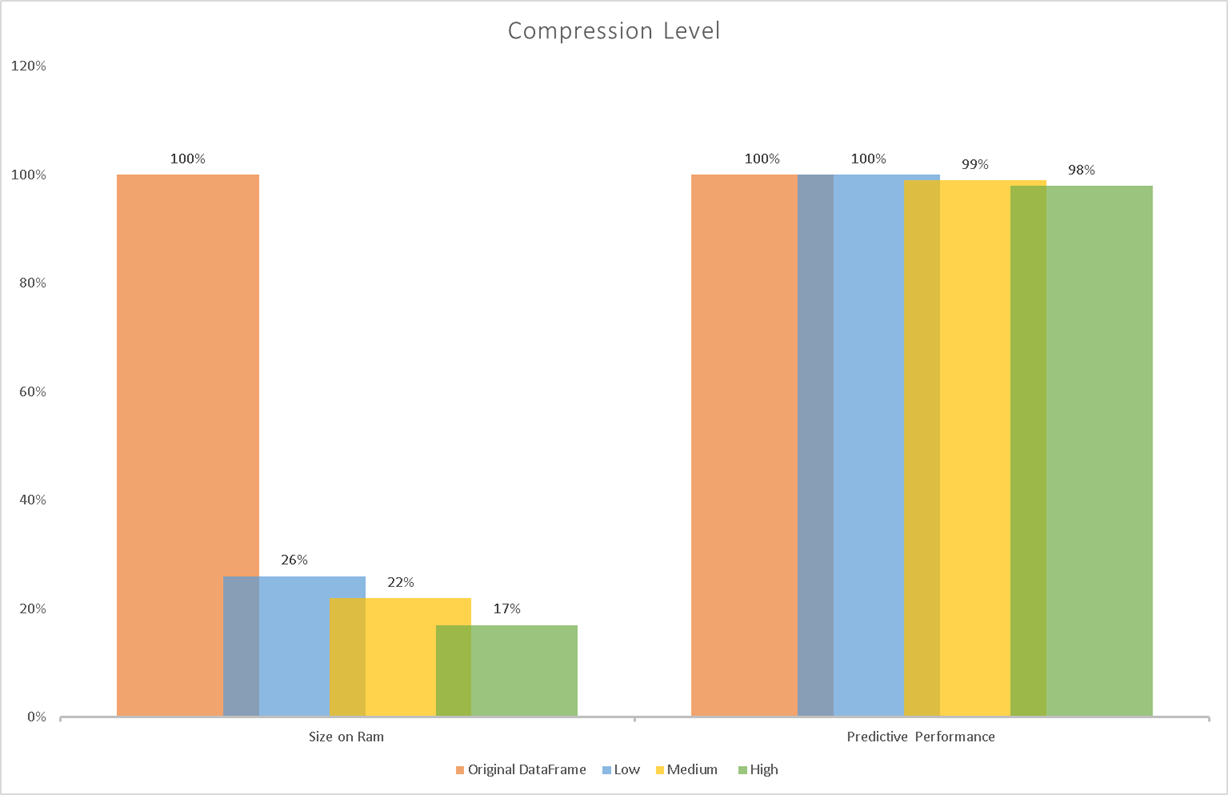 Compression Level
120%
100%
80%
60%
40%
20%
0%
100%
26%
22%
17%
100%
100%
99%
98%
Size on Ram
Predictive Performance
Original DataFrame
Low
Medium
High